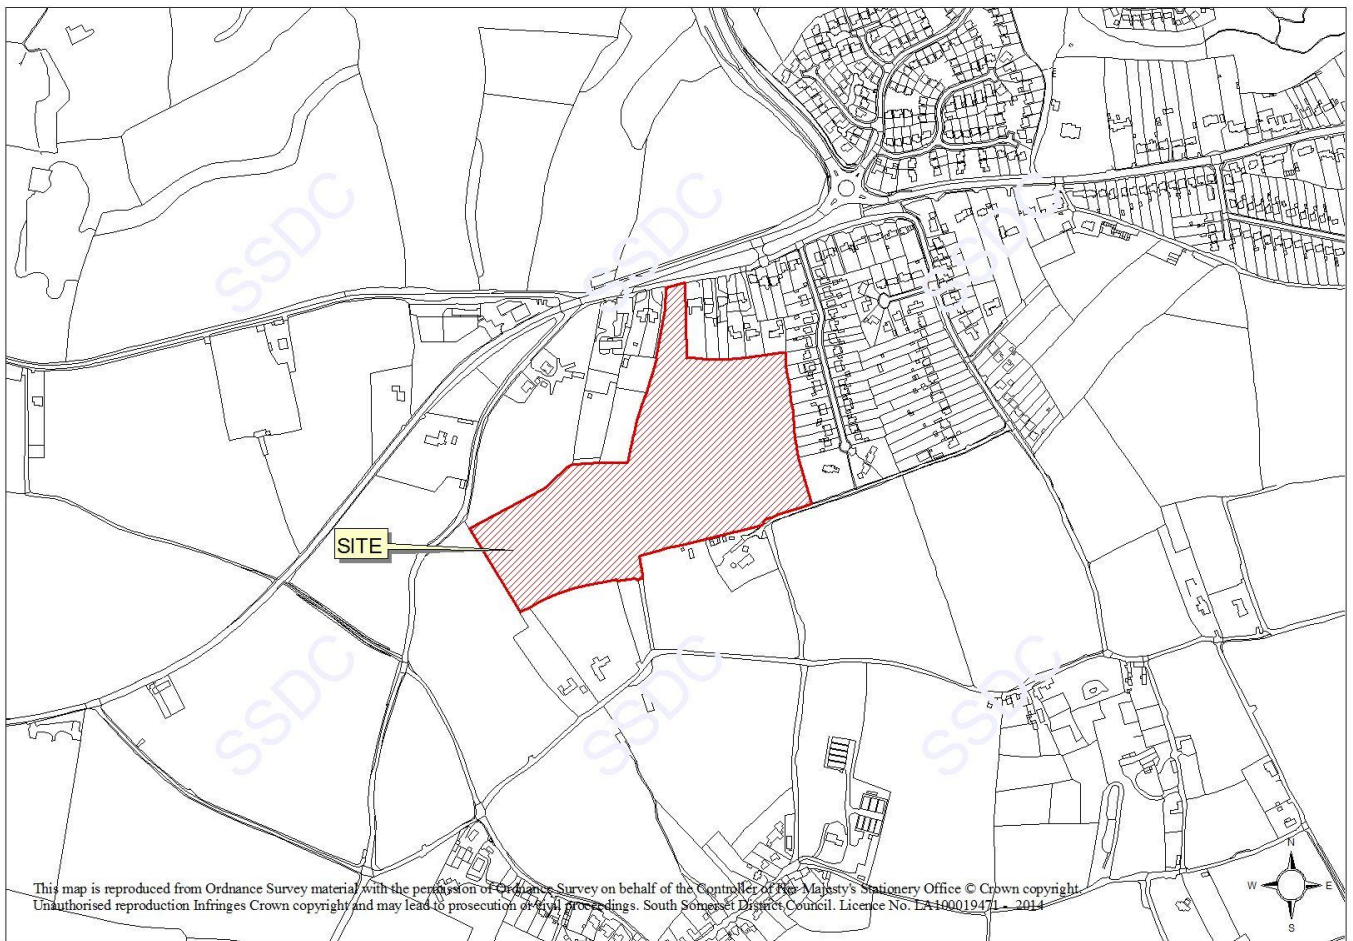 SSDC
SSDC
SSDC
SITE
SSDC
SSDC
SSDC
N
W E
S
This map is reproduced from Ordnance Survey material with the permission of Ordnance Survey on behalf of the Controller of Her Majesty's Stationery Office © Crown copyright.
Unauthorised reproduction Infringes Crown copyright and may lead to prosecution or civil proceedings. South Somerset District Council. Licence No. LA100019471 - 2014